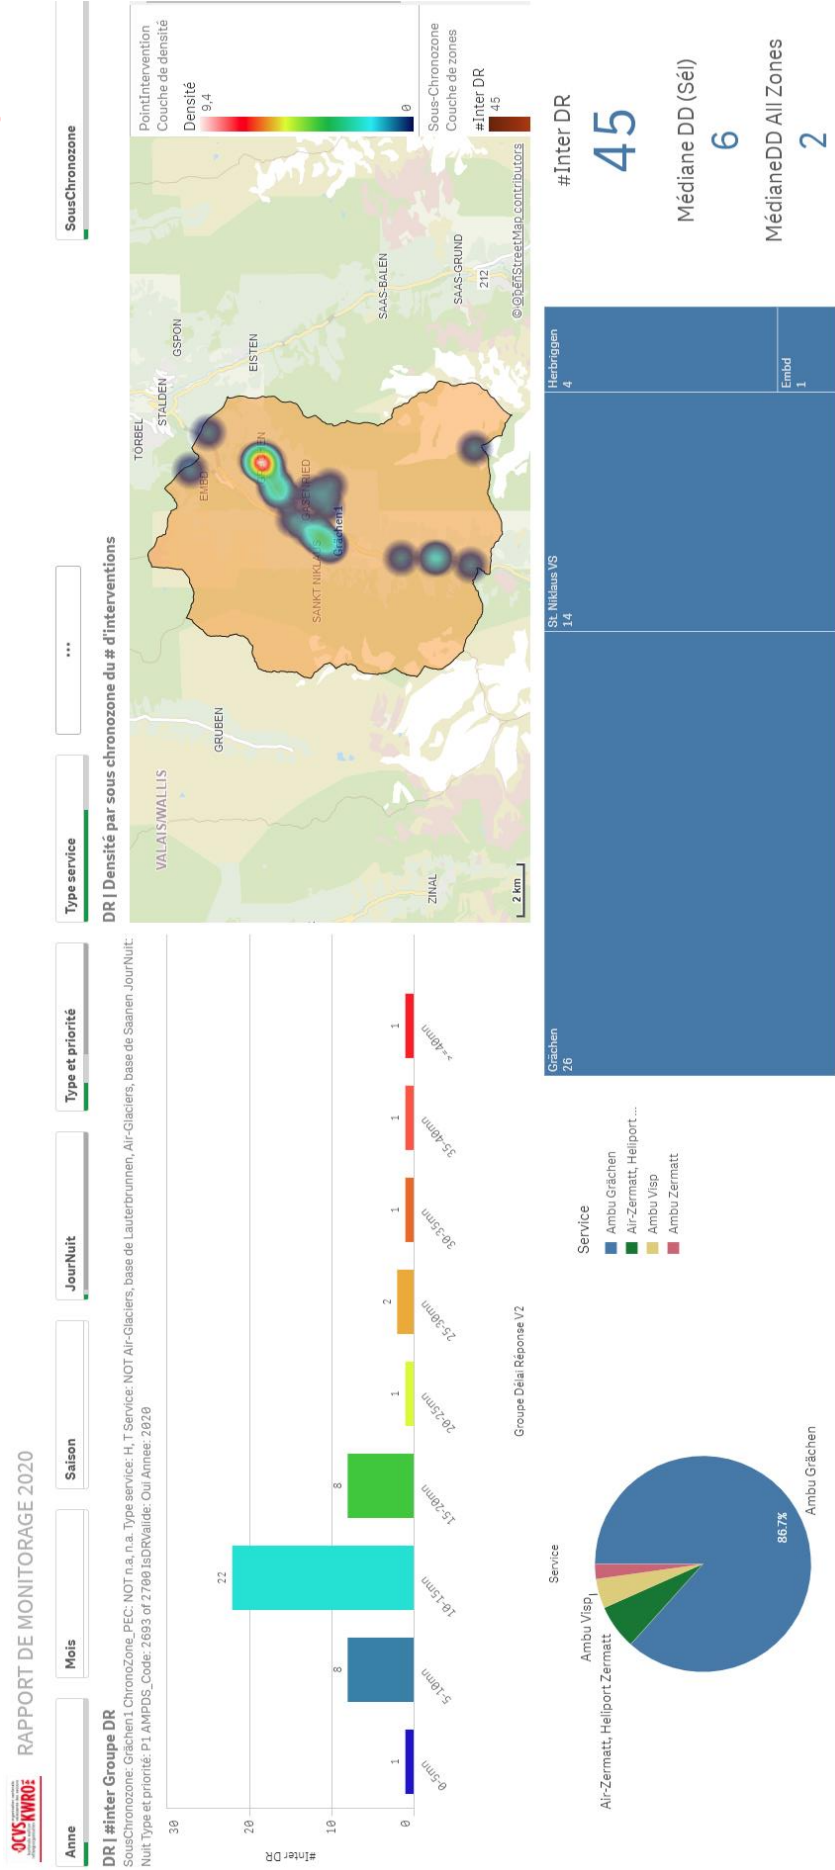 OCVS
KWRO
RAPPORT DE MONITORAGE 2020
Anne
Mois
Saison
JourNuit
Type et priorité
Type service
...
SousChronozone
DR | #inter Groupe DR
SousChronozone: Grächen1 ChronoZone_PEC: NOT n.a, n.a. Type service: H, T Service: NOT Air-Glaciers, base de Lauterbrunnen, Air-Glaciers, base de Saanen JourNuit:
Nuit Type et priorité: P1 AMPDS_Code: 2693 of 2700 IsDRValide: Oui Annee: 2020
#Inter DR
30
20
10
0
1
8
22
8
1
2
1
1
1
0-5mn
5-10mn
10-15mn
15-20mn
20-25mn
25-30mn
30-35mn
35-40mn
>=40mn
Groupe Délai Réponse V2
DR | Densité par sous chronozone du # d'interventions
VALAIS/WALLIS
GRUBEN
ZINAL
TÖRBEL
STALDEN
GSPON
EMBD
EISTEN
GASENRIED
Grächen1
SANKT NIKLAUS
SAAS-BALEN
SAAS-GRUND
212
2 km
© OpenStreetMap contributors
PointIntervention
Couche de densité
Densité
9,4
0
Sous-Chronozone
Couche de zones
#Inter DR
45
Service
Ambu Visp
Air-Zermatt, Heliport Zermatt
86.7%
Ambu Grächen
Service
Ambu Grächen
Air-Zermatt, Heliport ...
Ambu Visp
Ambu Zermatt
Grächen
26
St. Niklaus VS
14
Herbriggen
4
Embd
1
#Inter DR
45
Médiane DD (Sél)
6
MédianeDD All Zones
2